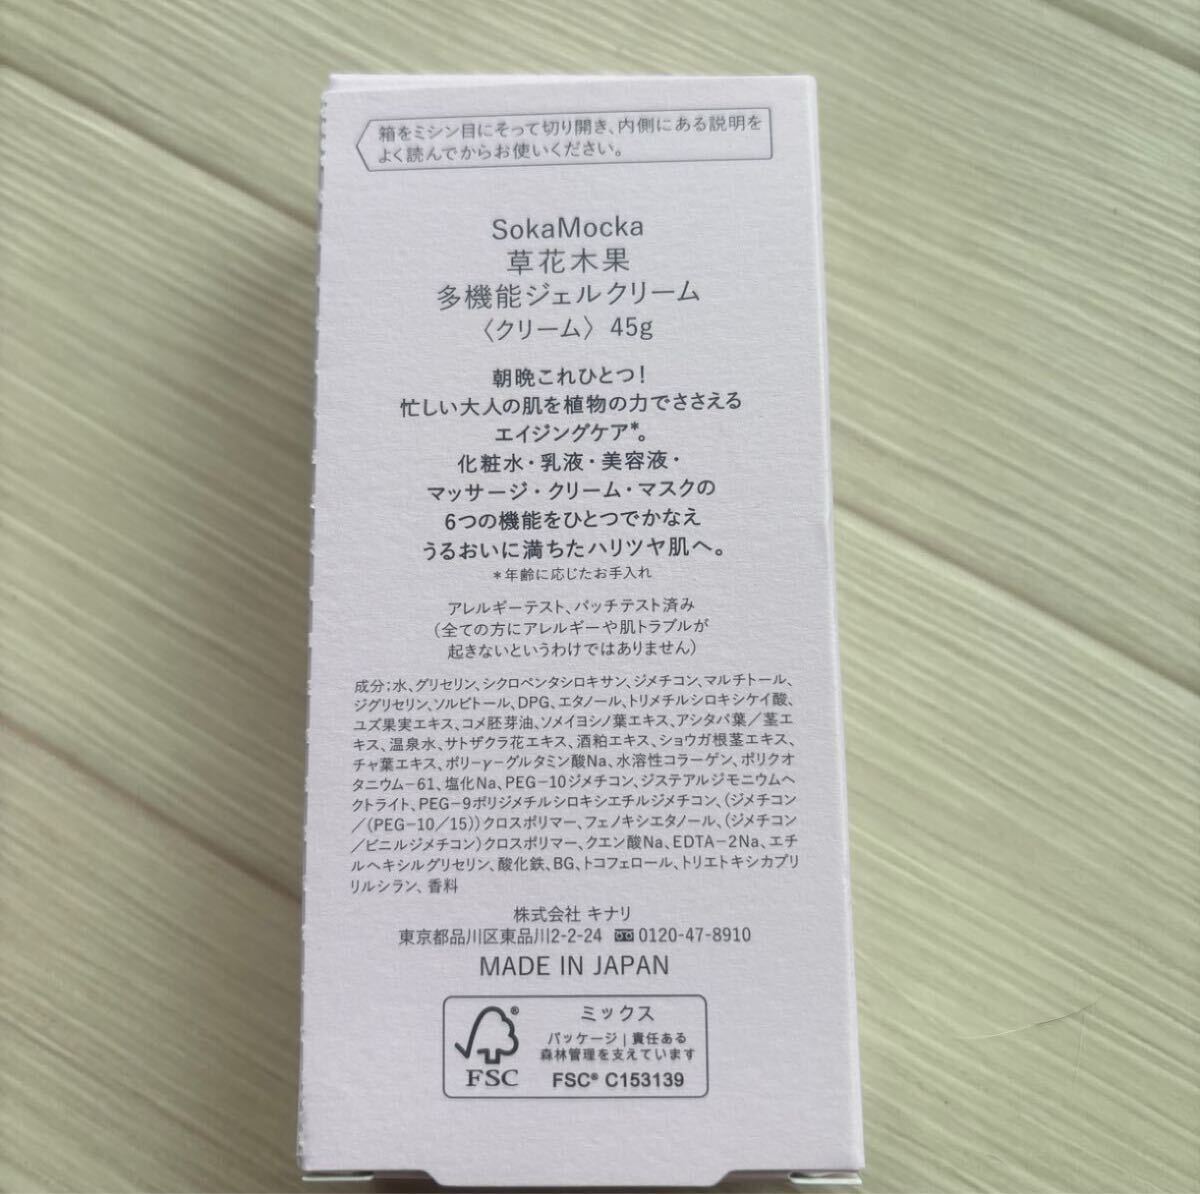 箱をミシン目にそって切り開き、内側にある説明を
よく読んでからお使いください。
SokaMocka
草花木果
多機能ジェルクリーム
〈クリーム〉 45g
朝晩これひとつ！
忙しい大人の肌を植物の力でささえる
エイジングケア*。
化粧水・乳液・美容液・
マッサージ・クリーム・マスクの
6つの機能をひとつでかなえ
うるおいに満ちたハリツヤ肌へ。
*年齢に応じたお手入れ
アレルギーテスト、パッチテスト済み
（全ての方にアレルギーや肌トラブルが
起きないというわけではありません）
成分；水、グリセリン、シクロペンタシロキサン、ジメチコン、マルチトール、
ジグリセリン、ソルビトール、DPG、エタノール、トリメチルシロキシケイ酸、
ユズ果実エキス、コメ胚芽油、ソメイヨシノ葉エキス、アシタバ葉／茎エ
キス、温泉水、サトザクラ花エキス、酒粕エキス、ショウガ根茎エキス、
チャ葉エキス、ポリ-γ-グルタミン酸Na、水溶性コラーゲン、ポリクオ
タニウム-61、塩化Na、PEG-10ジメチコン、ジステアルジモニウムヘ
クトライト、PEG-9ポリジメチルシロキシエチルジメチコン、（ジメチコン
／（PEG-10／15））クロスポリマー、フェノキシエタノール、（ジメチコン
／ビニルジメチコン）クロスポリマー、クエン酸Na、EDTA-2Na、エチ
ルヘキシルグリセリン、酸化鉄、BG、トコフェロール、トリエトキシカプリ
リルシラン、香料
株式会社 キナリ
東京都品川区東品川2-2-24 0120-47-8910
MADE IN JAPAN
ミックス
パッケージ｜責任ある
森林管理を支えています
FSC® C153139
®
FSC